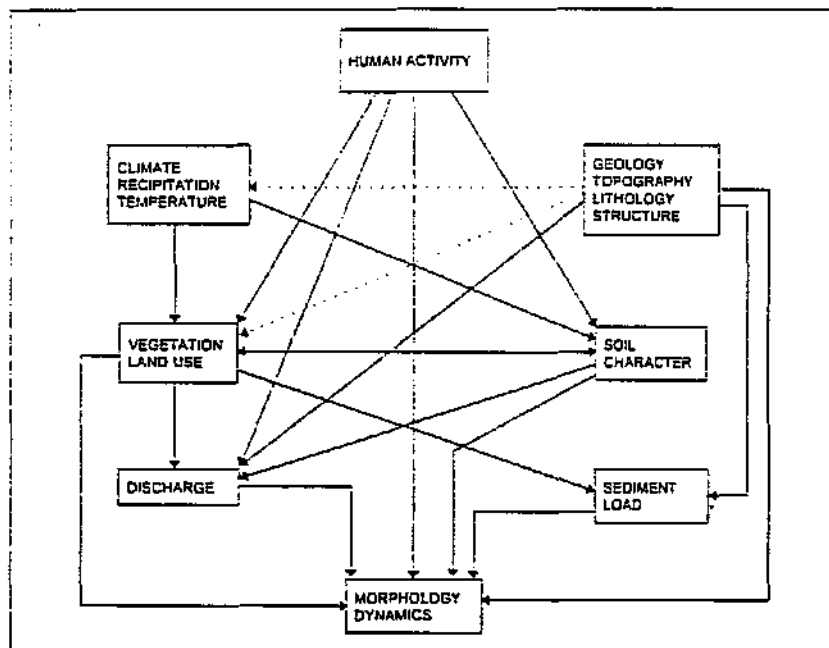 HUMAN ACTIVITY
CLIMATE
RECIPITATION
TEMPERATURE
GEOLOGY
TOPOGRAPHY
LITHOLOGY
STRUCTURE
VEGETATION
LAND USE
SOIL
CHARACTER
DISCHARGE
SEDIMENT
LOAD
MORPHOLOGY
DYNAMICS